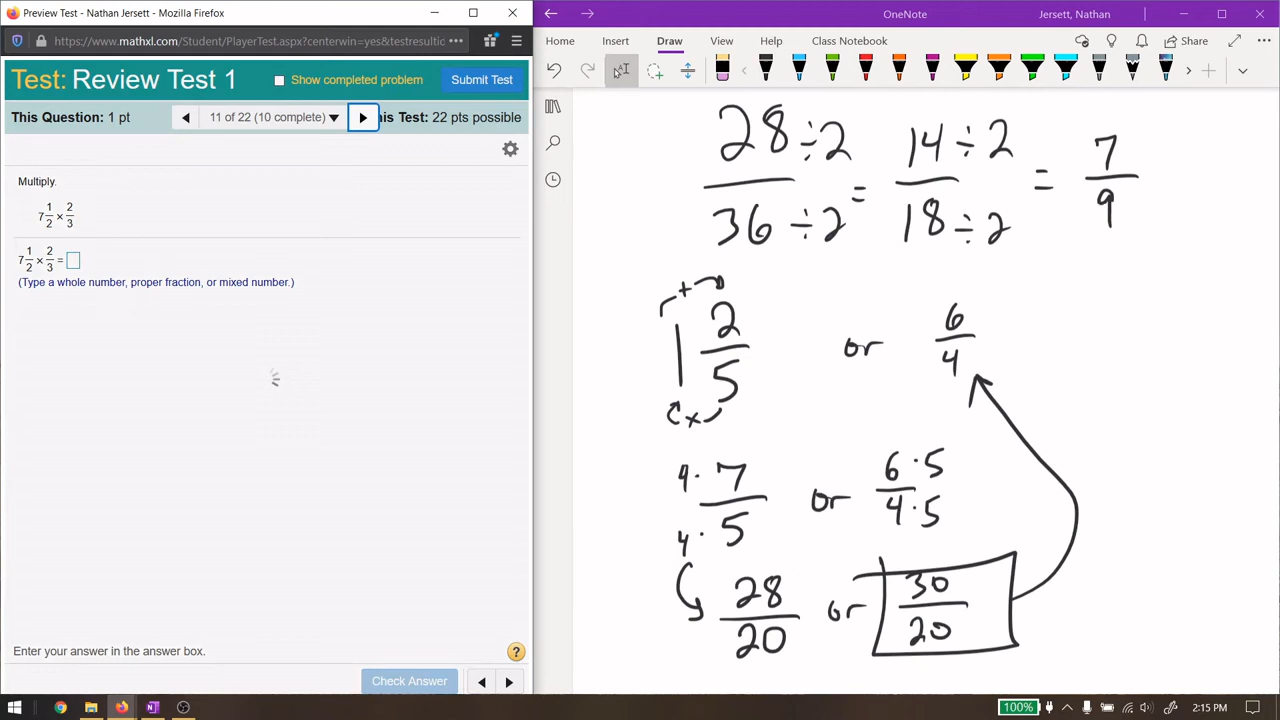 Preview Test - Nathan Jersett - Mozilla Firefox
https://www.mathxl.com/Student/PlayerTest.aspx?centerwin=yes&testresultid
Test: Review Test 1
Show completed problem
Submit Test
This Question: 1 pt
11 of 22 (10 complete)
his Test: 22 pts possible
Multiply.
7 1/2 × 2/3
7 1/2 × 2/3 =
(Type a whole number, proper fraction, or mixed number.)
Enter your answer in the answer box.
?
Check Answer
OneNote
Jersett, Nathan
Home Insert Draw View Help Class Notebook
Share
28 ÷2 / 36 ÷2 = 14 ÷2 / 18 ÷2 = 7/9
+
1 2/5 or 6/4
x
4· 7 / 4· 5 or 6·5 / 4·5
28/20 or 30/20
100%
2:15 PM